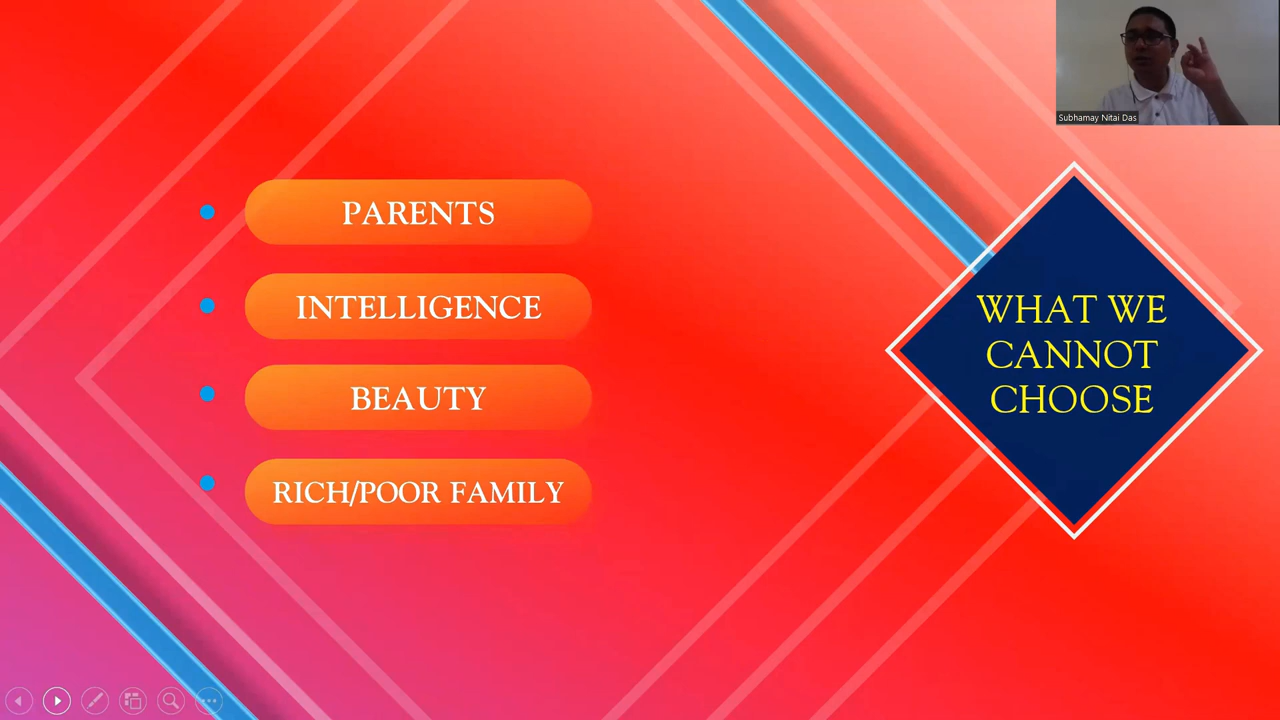 Subhamay Nitai Das
PARENTS
INTELLIGENCE
BEAUTY
RICH/POOR FAMILY
WHAT WE
CANNOT
CHOOSE